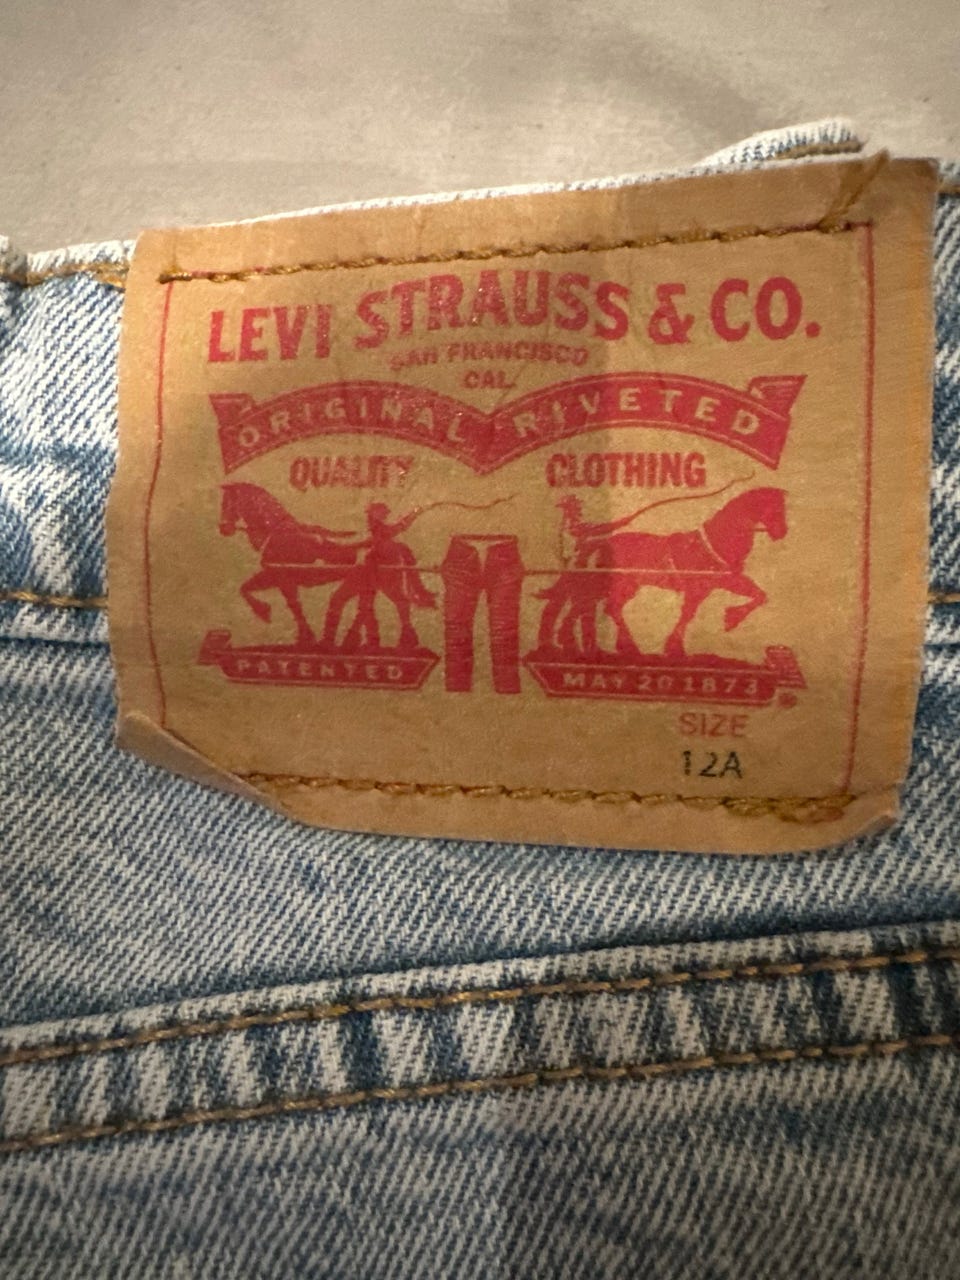 LEVI STRAUSS & CO.
SAN FRANCISCO
CAL.
ORIGINAL RIVETED
QUALITY CLOTHING
PATENTED MAY 20 1873 ®
SIZE
12A